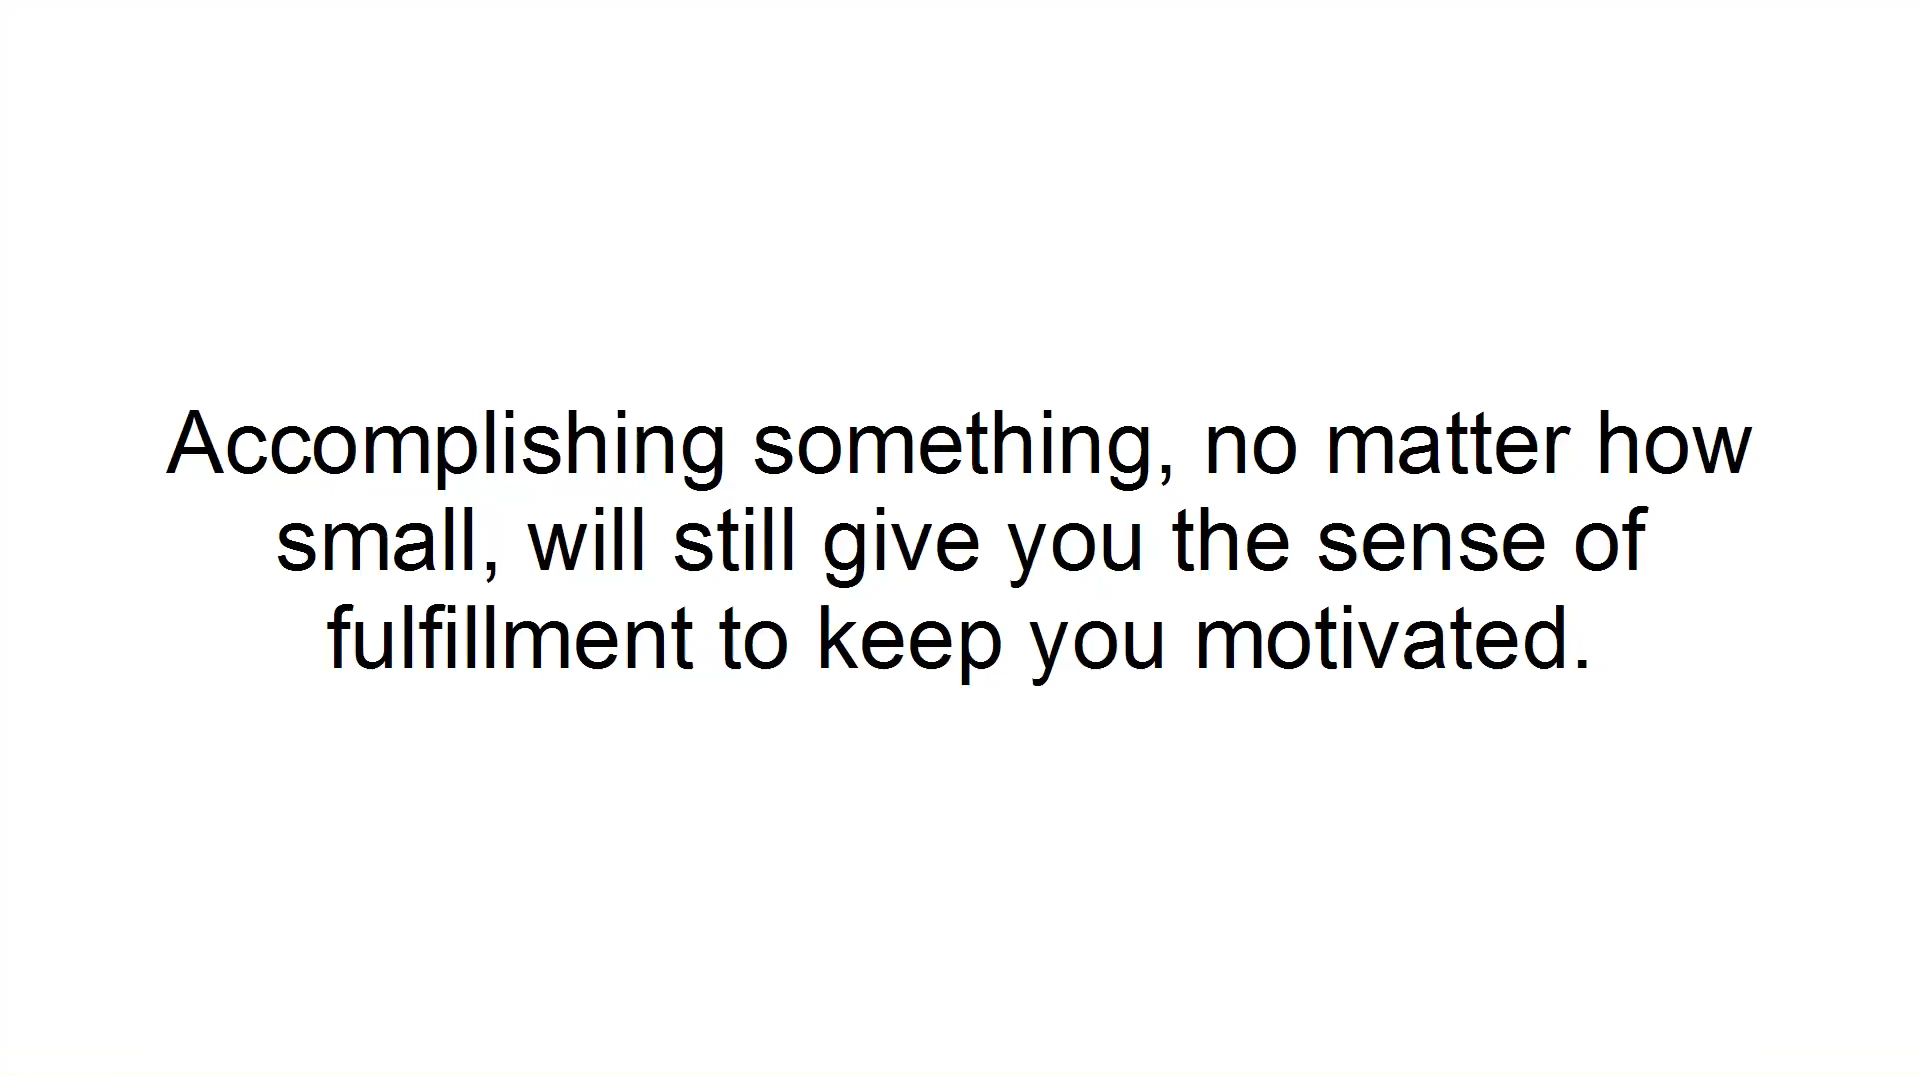 Accomplishing something, no matter how
small, will still give you the sense of
fulfillment to keep you motivated.